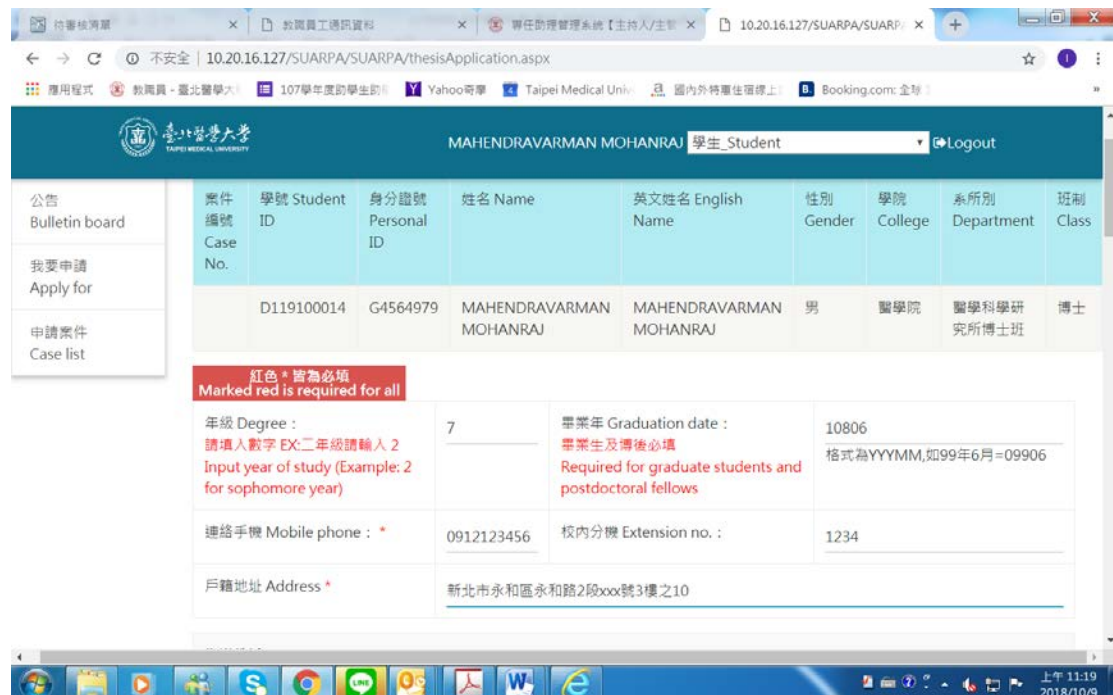 待審核清單
教職員工通訊資料
專任助理管理系統【主持人/主管
10.20.16.127/SUARPA/SUARP
不安全 | 10.20.16.127/SUARPA/SUARPA/thesisApplication.aspx
應用程式
教職員 - 臺北醫學大
107學年度助學生助
Yahoo奇摩
Taipei Medical Univ
國內外特惠住宿線上
Booking.com: 全球
臺北醫學大學
TAIPEI MEDICAL UNIVERSITY
MAHENDRAVARMAN MOHANRAJ
學生_Student
Logout
公告
Bulletin board
我要申請
Apply for
申請案件
Case list
案件
編號
Case
No.
學號 Student
ID
身分證號
Personal
ID
姓名 Name
英文姓名 English
Name
性別
Gender
學院
College
系所別
Department
班制
Class
D119100014
G4564979
MAHENDRAVARMAN
MOHANRAJ
MAHENDRAVARMAN
MOHANRAJ
男
醫學院
醫學科學研
究所博士班
博士
紅色 * 皆為必填
Marked red is required for all
年級 Degree：
請填入數字 EX:二年級請輸入 2
Input year of study (Example: 2
for sophomore year)
7
畢業年 Graduation date：
畢業生及博後必填
Required for graduate students and
postdoctoral fellows
10806
格式為YYYMM,如99年6月=09906
連絡手機 Mobile phone： *
0912123456
校內分機 Extension no.：
1234
戶籍地址 Address *
新北市永和區永和路2段xxx號3樓之10
上午 11:19
2018/10/9